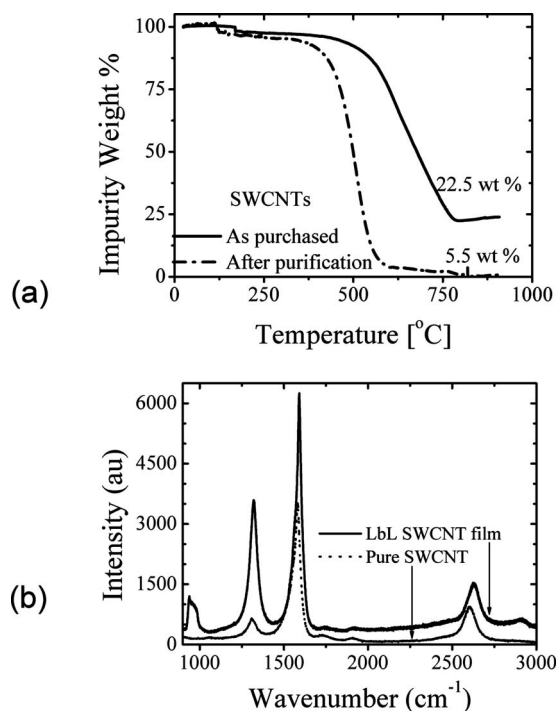 100
75
50
25
0
Impurity Weight %
22.5 wt %
SWCNTs
As purchased
After purification
5.5 wt %
0 250 500 750 1000
Temperature [°C]
(a)
6000
4500
3000
1500
0
Intensity (au)
LbL SWCNT film
Pure SWCNT
1000 1500 2000 2500 3000
Wavenumber (cm-1)
(b)